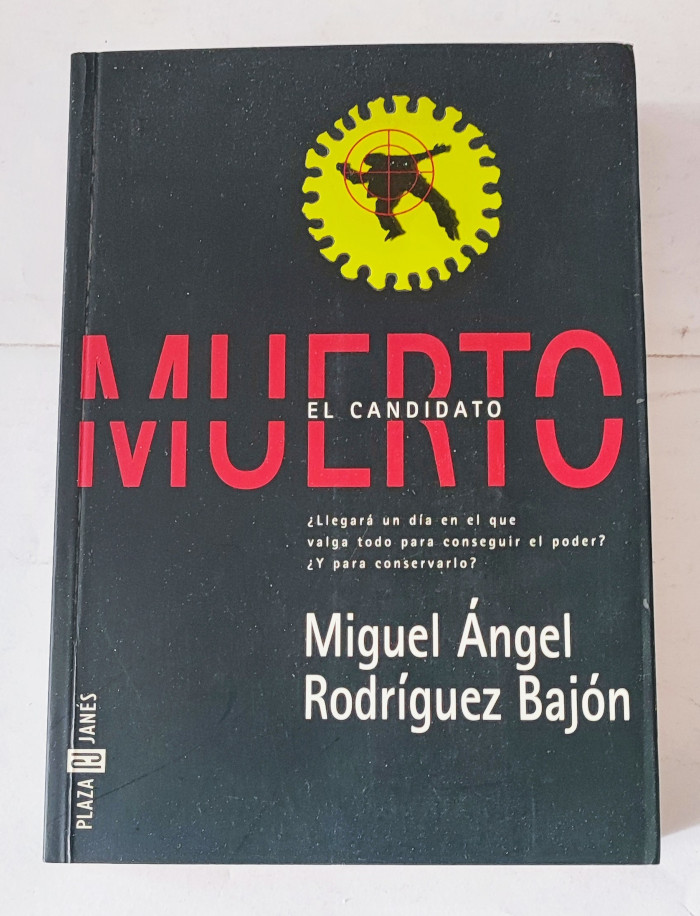 MUERTO
EL CANDIDATO
¿Llegará un día en el que
valga todo para conseguir el poder?
¿Y para conservarlo?
Miguel Ángel
Rodríguez Bajón
PLAZA JANÉS